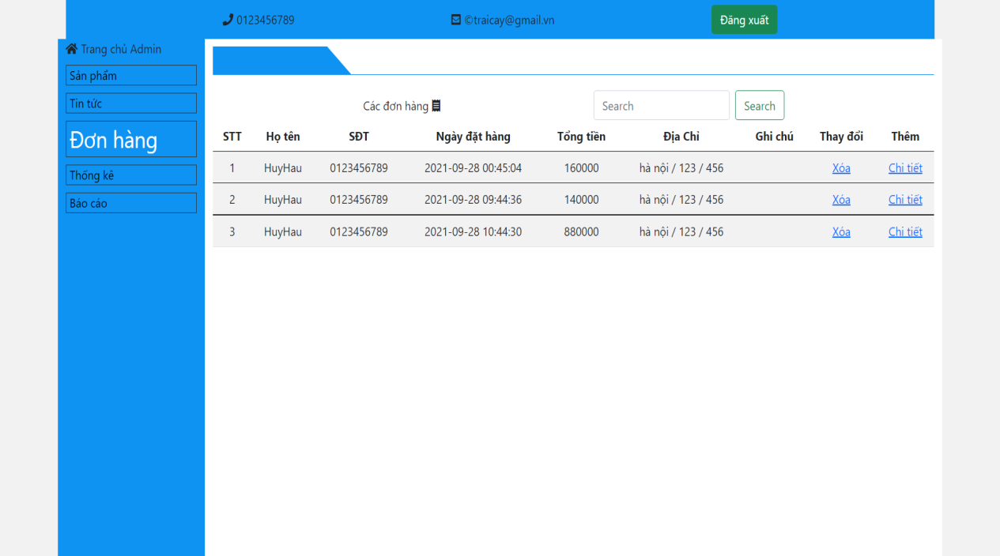 0123456789 ©traicay@gmail.vn Đăng xuất
Trang chủ Admin
Sản phẩm
Tin tức
Đơn hàng
Thống kê
Báo cáo
Các đơn hàng Search Search
STT Họ tên SĐT Ngày đặt hàng Tổng tiền Địa Chỉ Ghi chú Thay đổi Thêm
1 HuyHau 0123456789 2021-09-28 00:45:04 160000 hà nội / 123 / 456 Xóa Chi tiết
2 HuyHau 0123456789 2021-09-28 09:44:36 140000 hà nội / 123 / 456 Xóa Chi tiết
3 HuyHau 0123456789 2021-09-28 10:44:30 880000 hà nội / 123 / 456 Xóa Chi tiết